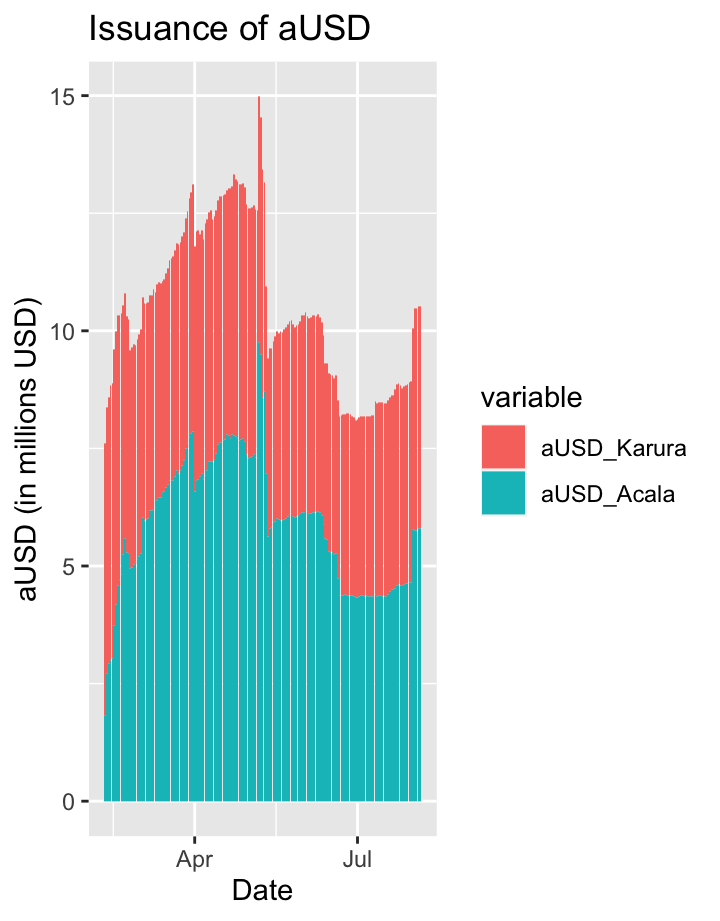 Issuance of aUSD
15
10
5
0
aUSD (in millions USD)
Apr
Jul
Date
variable
aUSD_Karura
aUSD_Acala